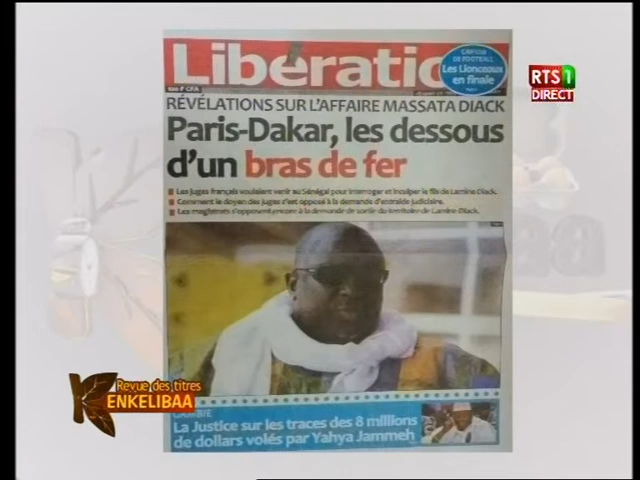 Libératio
CAN U20
DE FOOTBALL
Les Lionceaux
en finale
RTS1
DIRECT
RÉVÉLATIONS SUR L'AFFAIRE MASSATA DIACK
Paris-Dakar, les dessous
d'un bras de fer
Les juges français voulaient venir au Sénégal pour interroger et inculper le fils de Lamine Diack.
Comment le doyen des juges s'est opposé à la demande d'entraide judiciaire.
Les magistrats s'opposent encore à la demande de sortie du territoire de Lamine Diack.
Revue des titres
KENKELIBAA
GAMBIE
La Justice sur les traces des 8 millions
de dollars volés par Yahya Jammeh